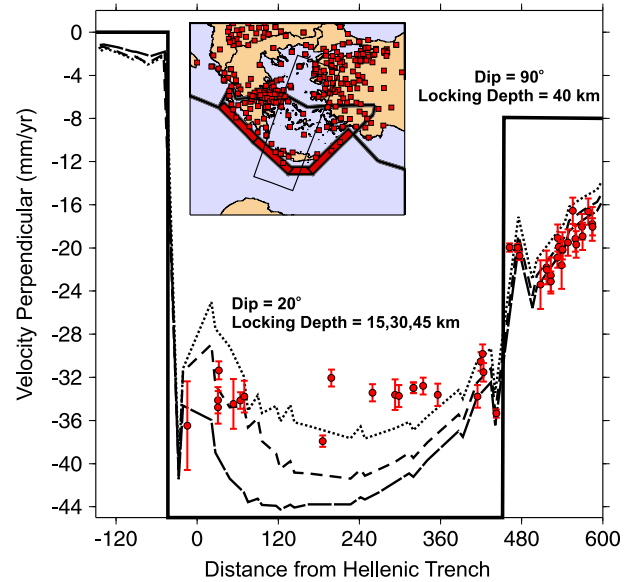 0
-4
-8
-12
-16
-20
-24
-28
-32
-36
-40
-44
Velocity Perpendicular (mm/yr)
Dip = 90°
Locking Depth = 40 km
Dip = 20°
Locking Depth = 15,30,45 km
-120 0 120 240 360 480 600
Distance from Hellenic Trench